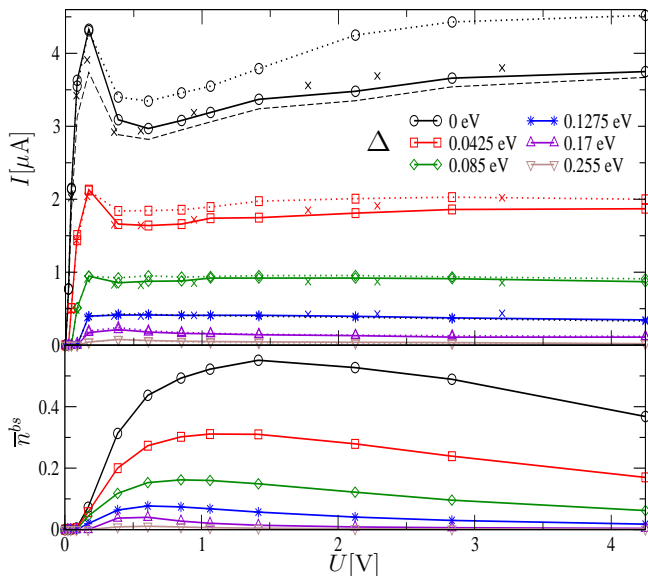 4
3
I[μA]
2
1
0
Δ
0 eV
0.0425 eV
0.085 eV
0.1275 eV
0.17 eV
0.255 eV
0.4
n̅ᵇˢ
0.2
0
0 1 2 3 4
U[V]